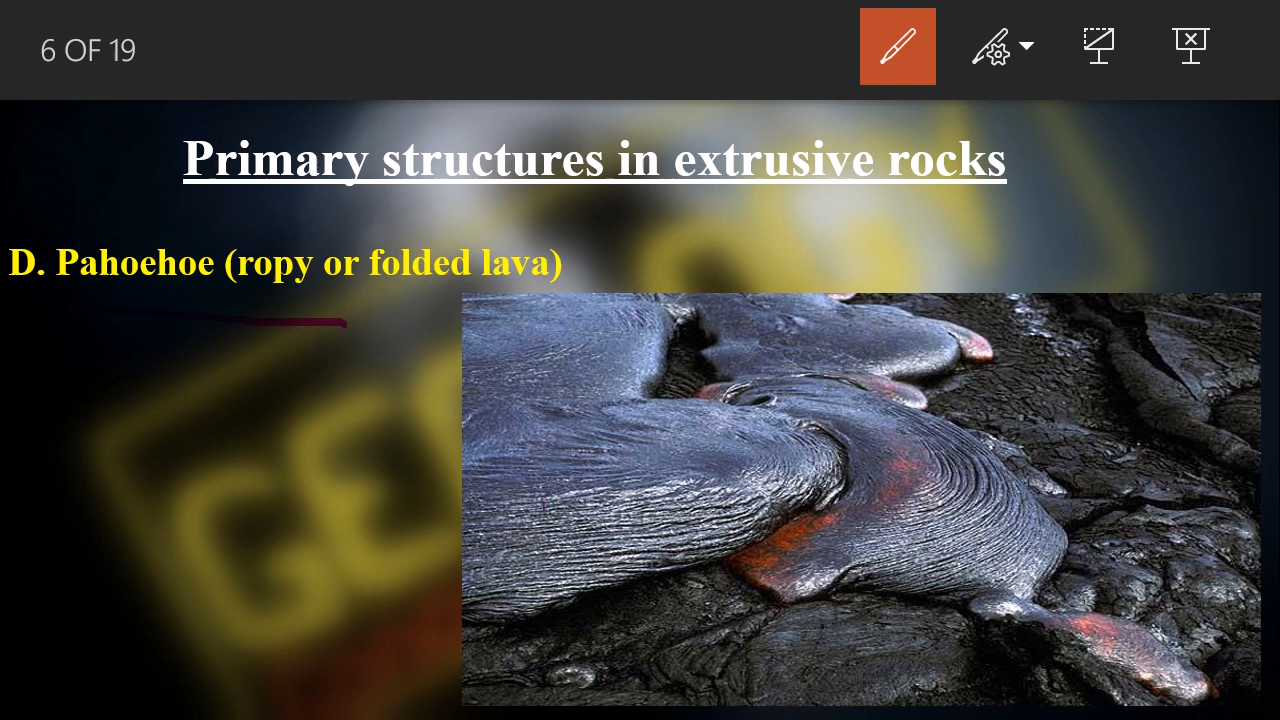 6 OF 19
Primary structures in extrusive rocks
D. Pahoehoe (ropy or folded lava)